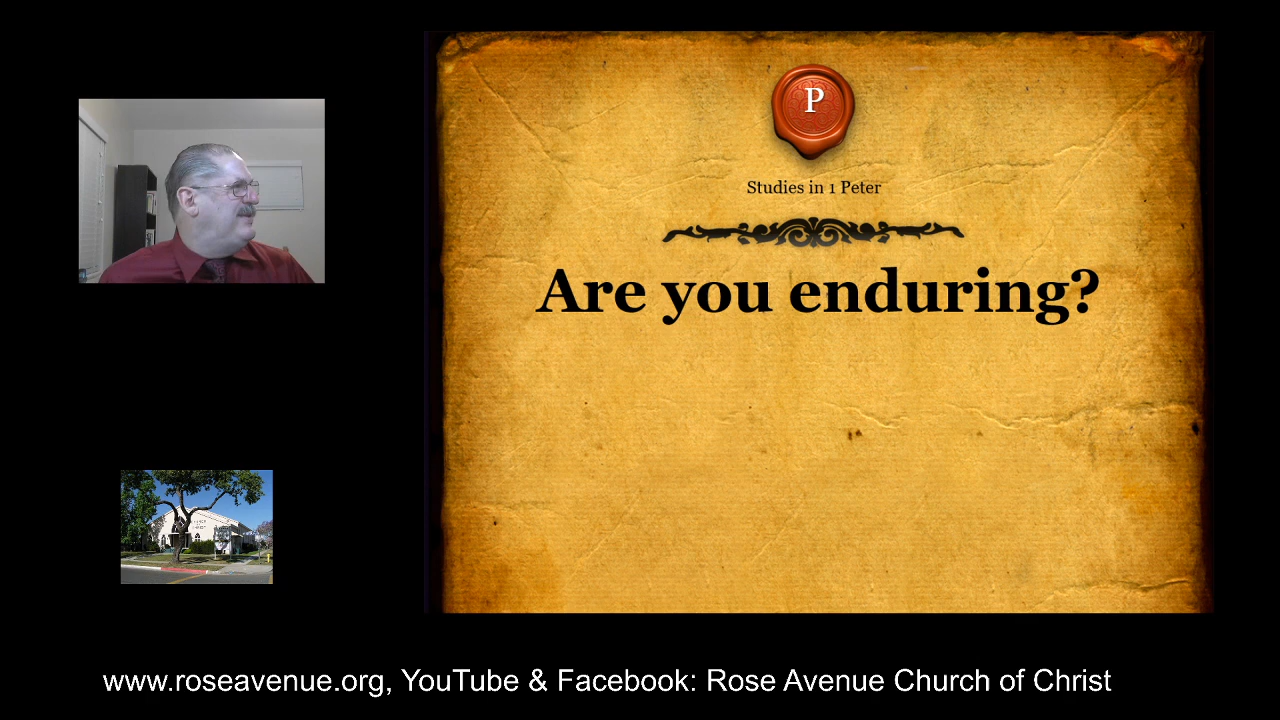 P
Studies in 1 Peter
Are you enduring?
www.roseavenue.org, YouTube & Facebook: Rose Avenue Church of Christ